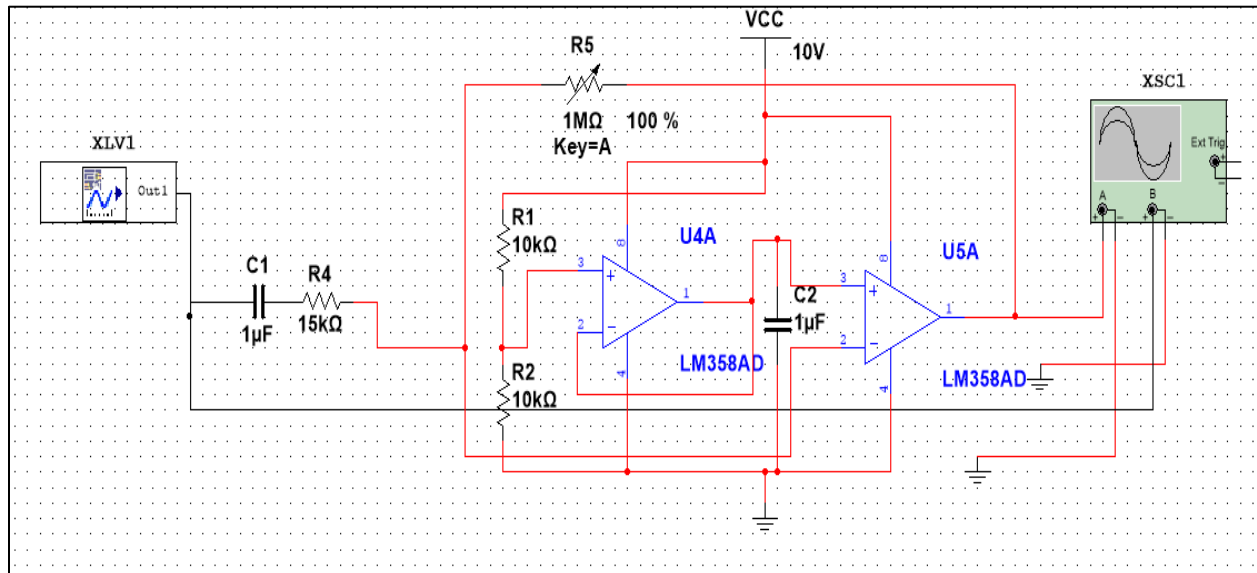 VCC
10V
R5
1MΩ 100 %
Key=A
XSC1
Ext Trig
+
-
A
B
+ - + -
XLV1
Out1
R1
10kΩ
C1
1µF
R4
15kΩ
8
U4A
3
+
1
2
-
4
LM358AD
C2
1µF
8
U5A
3
+
1
2
-
4
LM358AD
R2
10kΩ